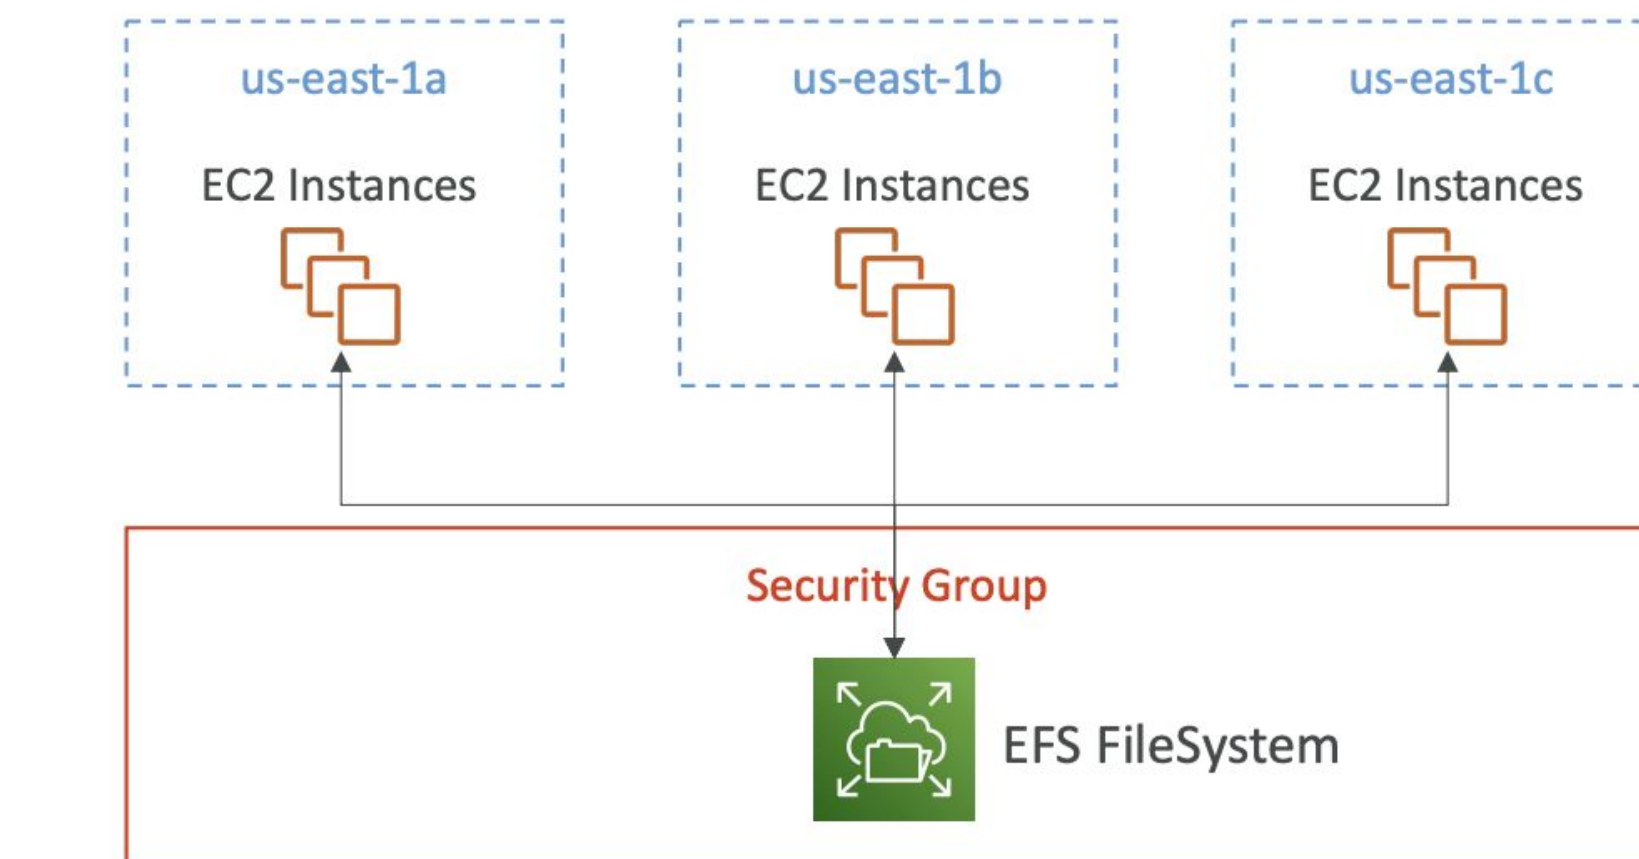 us-east-1a
us-east-1b
us-east-1c
EC2 Instances
EC2 Instances
EC2 Instances
Security Group
EFS FileSystem